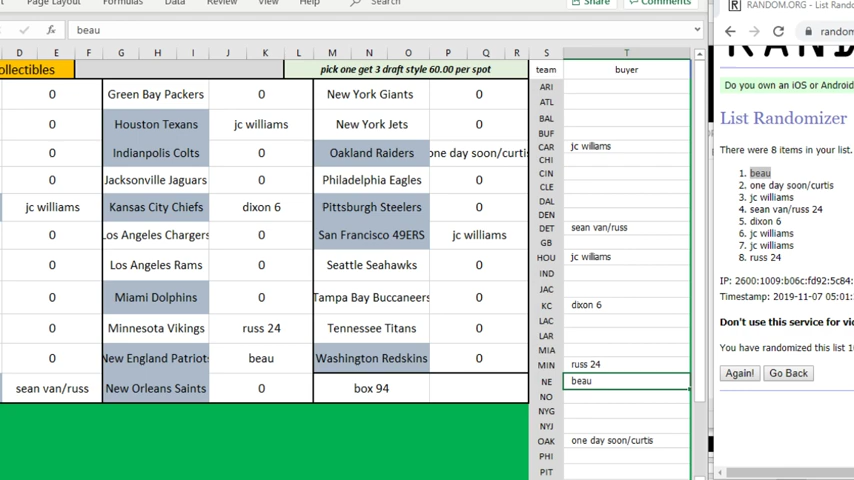 Page Layout Formulas Data Review View Help Search Share Comments
RANDOM.ORG - List Rando
fx beau
random
D E F G H I J K L M N O P Q R S T
ollectibles pick one get 3 draft style 60.00 per spot team buyer
Do you own an iOS or Android
List Randomizer
There were 8 items in your list.
1. beau
2. one day soon/curtis
3. jc wiilliams
4. sean van/russ 24
5. dixon 6
6. jc williams
7. jc williams
8. russ 24
IP: 2600:1009:b06c:fd92:5c84:
Timestamp: 2019-11-07 05:01:
Don't use this service for vi
You have randomized this list 1
Again! Go Back
0 Green Bay Packers 0 New York Giants 0
0 Houston Texans jc williams New York Jets 0
0 Indianpolis Colts 0 Oakland Raiders one day soon/curtis
0 Jacksonville Jaguars 0 Philadelphia Eagles 0
jc williams Kansas City Chiefs dixon 6 Pittsburgh Steelers 0
0 Los Angeles Chargers 0 San Francisco 49ERS jc williams
0 Los Angeles Rams 0 Seattle Seahawks 0
0 Miami Dolphins 0 Tampa Bay Buccaneers 0
0 Minnesota Vikings russ 24 Tennessee Titans 0
0 New England Patriots beau Washington Redskins 0
sean van/russ New Orleans Saints 0 box 94
ARI
ATL
BAL
BUF
CAR jc williams
CHI
CIN
CLE
DAL
DEN
DET sean van/russ
GB
HOU jc williams
IND
JAC
KC dixon 6
LAC
LAR
MIA
MIN russ 24
NE beau
NO
NYG
NYJ
OAK one day soon/curtis
PHI
PIT